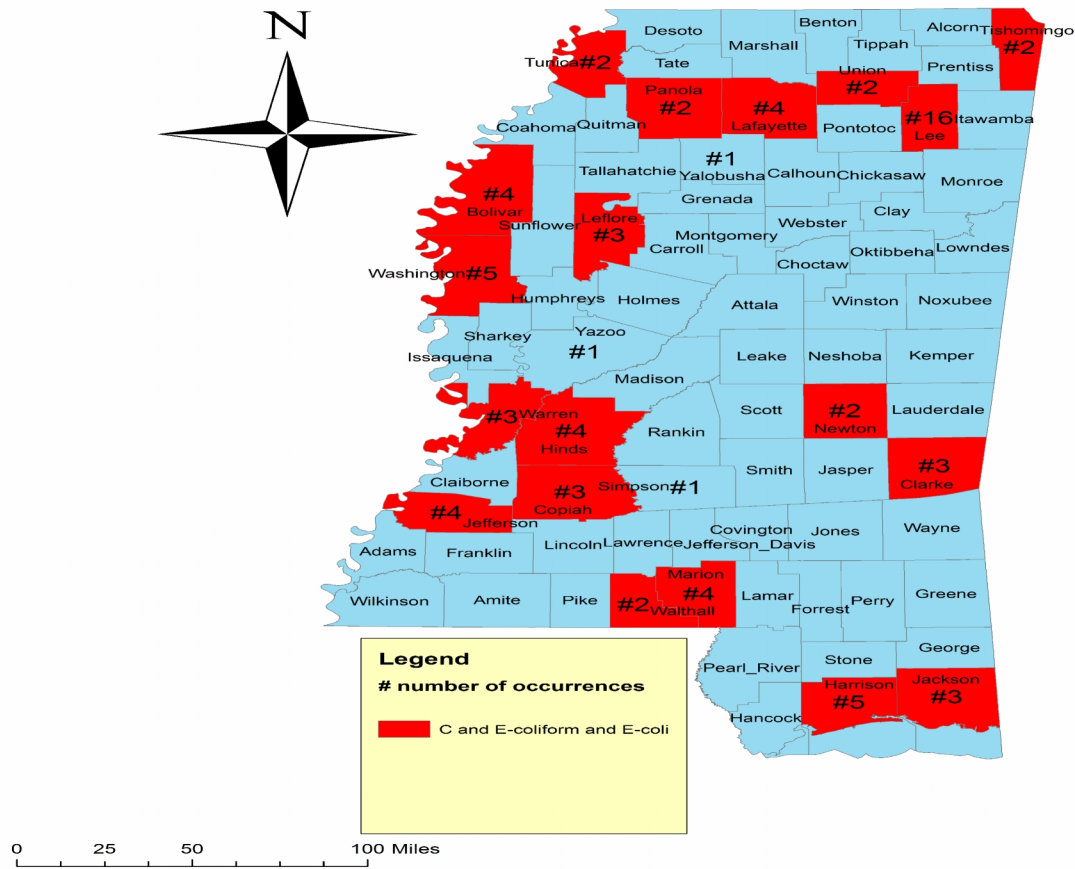 N
Desoto
Benton
Alcorn
Tishomingo
#2
Marshall
Tippah
Tunica
#2
Tate
Union
#2
Prentiss
Panola
#2
#4
Lafayette
#16
Lee
Itawamba
Coahoma
Quitman
Pontotoc
#1
Yalobusha
Tallahatchie
Calhoun
Chickasaw
Monroe
#4
Bolivar
Grenada
Sunflower
Leflore
#3
Webster
Clay
Carroll
Montgomery
Choctaw
Oktibbeha
Lowndes
Washington
#5
Humphreys
Holmes
Attala
Winston
Noxubee
Sharkey
Yazoo
#1
Issaquena
Leake
Neshoba
Kemper
Madison
#3
Warren
#4
Hinds
Rankin
Scott
#2
Newton
Lauderdale
Claiborne
#3
Copiah
Simpson
#1
Smith
Jasper
#3
Clarke
#4
Jefferson
Adams
Franklin
Lincoln
Lawrence
Covington
Jefferson_Davis
Jones
Wayne
Wilkinson
Amite
Pike
#2
Walthall
Marion
#4
Lamar
Forrest
Perry
Greene
Pearl_River
Stone
George
Hancock
Harrison
#5
Jackson
#3
Legend
# number of occurrences
C and E-coliform and E-coli
0 25 50 100 Miles